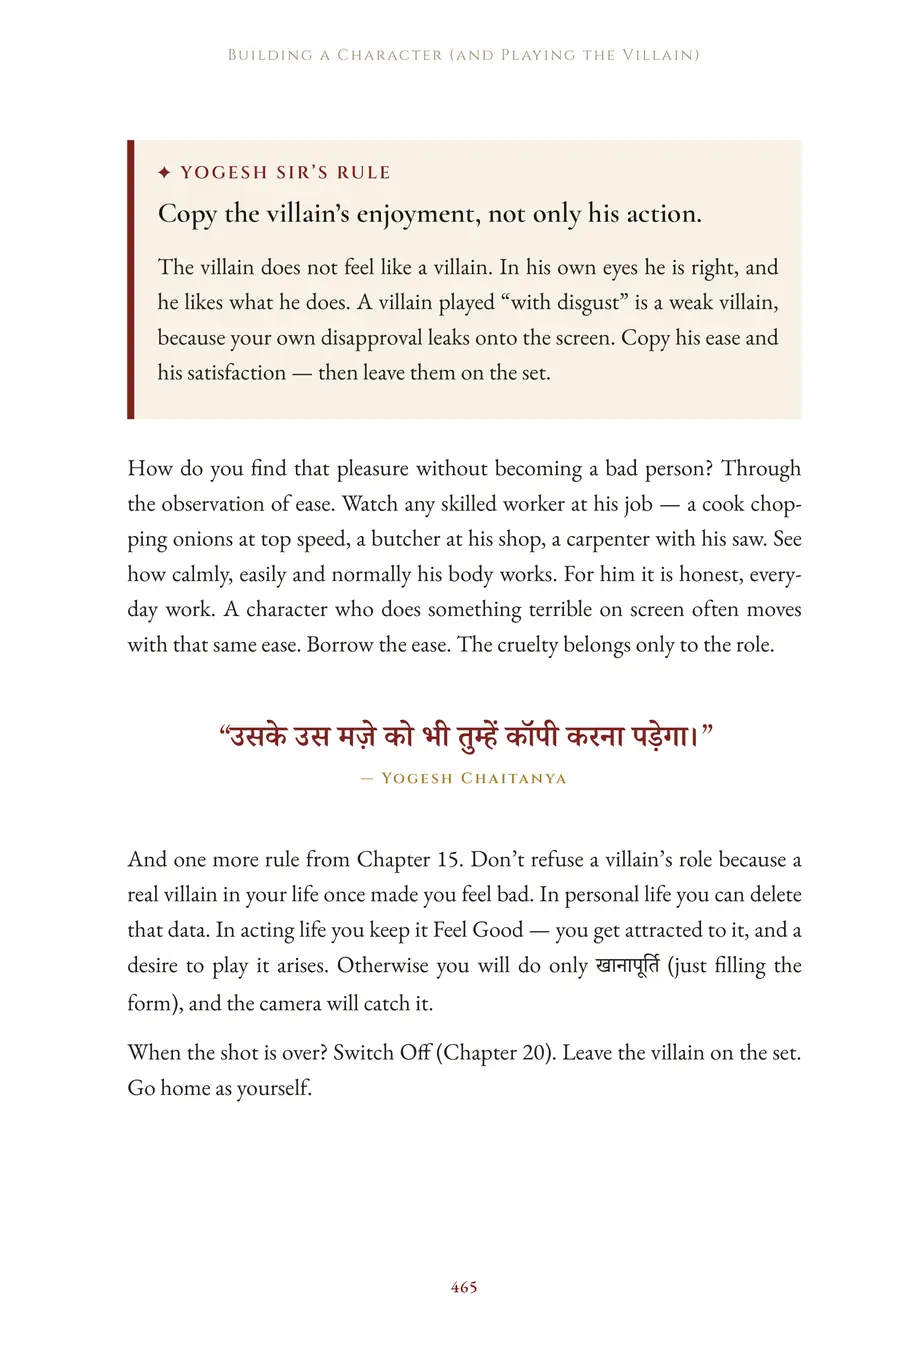 Building a Character (and Playing the Villain)
✦ YOGESH SIR’S RULE
Copy the villain’s enjoyment, not only his action.
The villain does not feel like a villain. In his own eyes he is right, and
he likes what he does. A villain played “with disgust” is a weak villain,
because your own disapproval leaks onto the screen. Copy his ease and
his satisfaction — then leave them on the set.
How do you find that pleasure without becoming a bad person? Through
the observation of ease. Watch any skilled worker at his job — a cook chop-
ping onions at top speed, a butcher at his shop, a carpenter with his saw. See
how calmly, easily and normally his body works. For him it is honest, every-
day work. A character who does something terrible on screen often moves
with that same ease. Borrow the ease. The cruelty belongs only to the role.
“उसके उस मज़े को भी तुम्हें कॉपी करना पड़ेगा।”
— Yogesh Chaitanya
And one more rule from Chapter 15. Don’t refuse a villain’s role because a
real villain in your life once made you feel bad. In personal life you can delete
that data. In acting life you keep it Feel Good — you get attracted to it, and a
desire to play it arises. Otherwise you will do only खानापूर्ति (just filling the
form), and the camera will catch it.
When the shot is over? Switch Off (Chapter 20). Leave the villain on the set.
Go home as yourself.
465